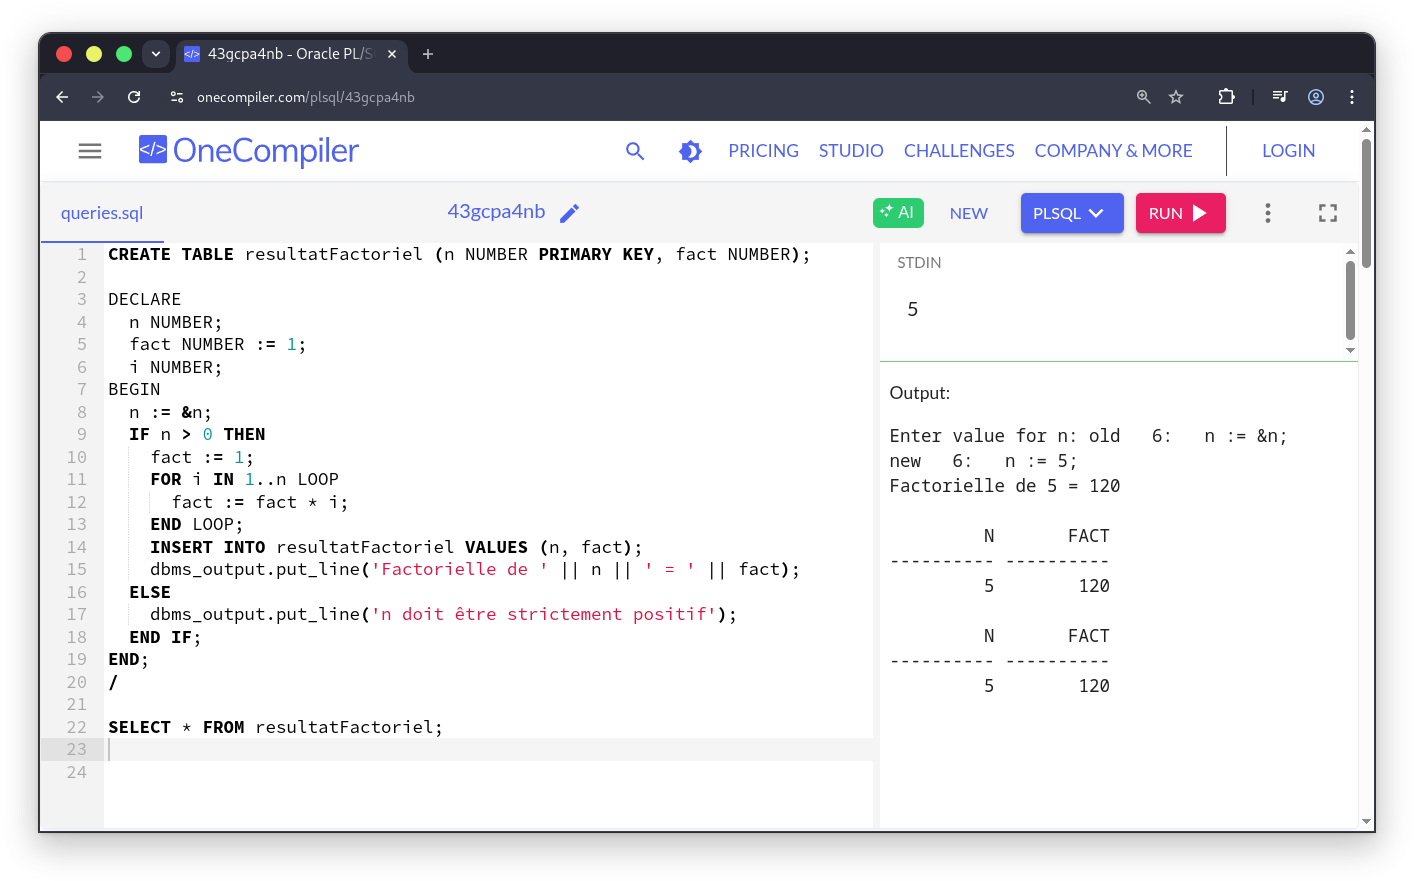 43gcpa4nb - Oracle PL/S
onecompiler.com/plsql/43gcpa4nb
</> OneCompiler
PRICING STUDIO CHALLENGES COMPANY & MORE LOGIN
queries.sql 43gcpa4nb AI NEW PLSQL RUN
1 CREATE TABLE resultatFactoriel (n NUMBER PRIMARY KEY, fact NUMBER);
2
3 DECLARE
4   n NUMBER;
5   fact NUMBER := 1;
6   i NUMBER;
7 BEGIN
8   n := &n;
9   IF n > 0 THEN
10     fact := 1;
11     FOR i IN 1..n LOOP
12       fact := fact * i;
13     END LOOP;
14     INSERT INTO resultatFactoriel VALUES (n, fact);
15     dbms_output.put_line('Factorielle de ' || n || ' = ' || fact);
16   ELSE
17     dbms_output.put_line('n doit être strictement positif');
18   END IF;
19 END;
20 /
21
22 SELECT * FROM resultatFactoriel;
23
24
STDIN
5
Output:
Enter value for n: old   6:   n := &n;
new   6:   n := 5;
Factorielle de 5 = 120
         N       FACT
---------- ----------
         5        120
         N       FACT
---------- ----------
         5        120